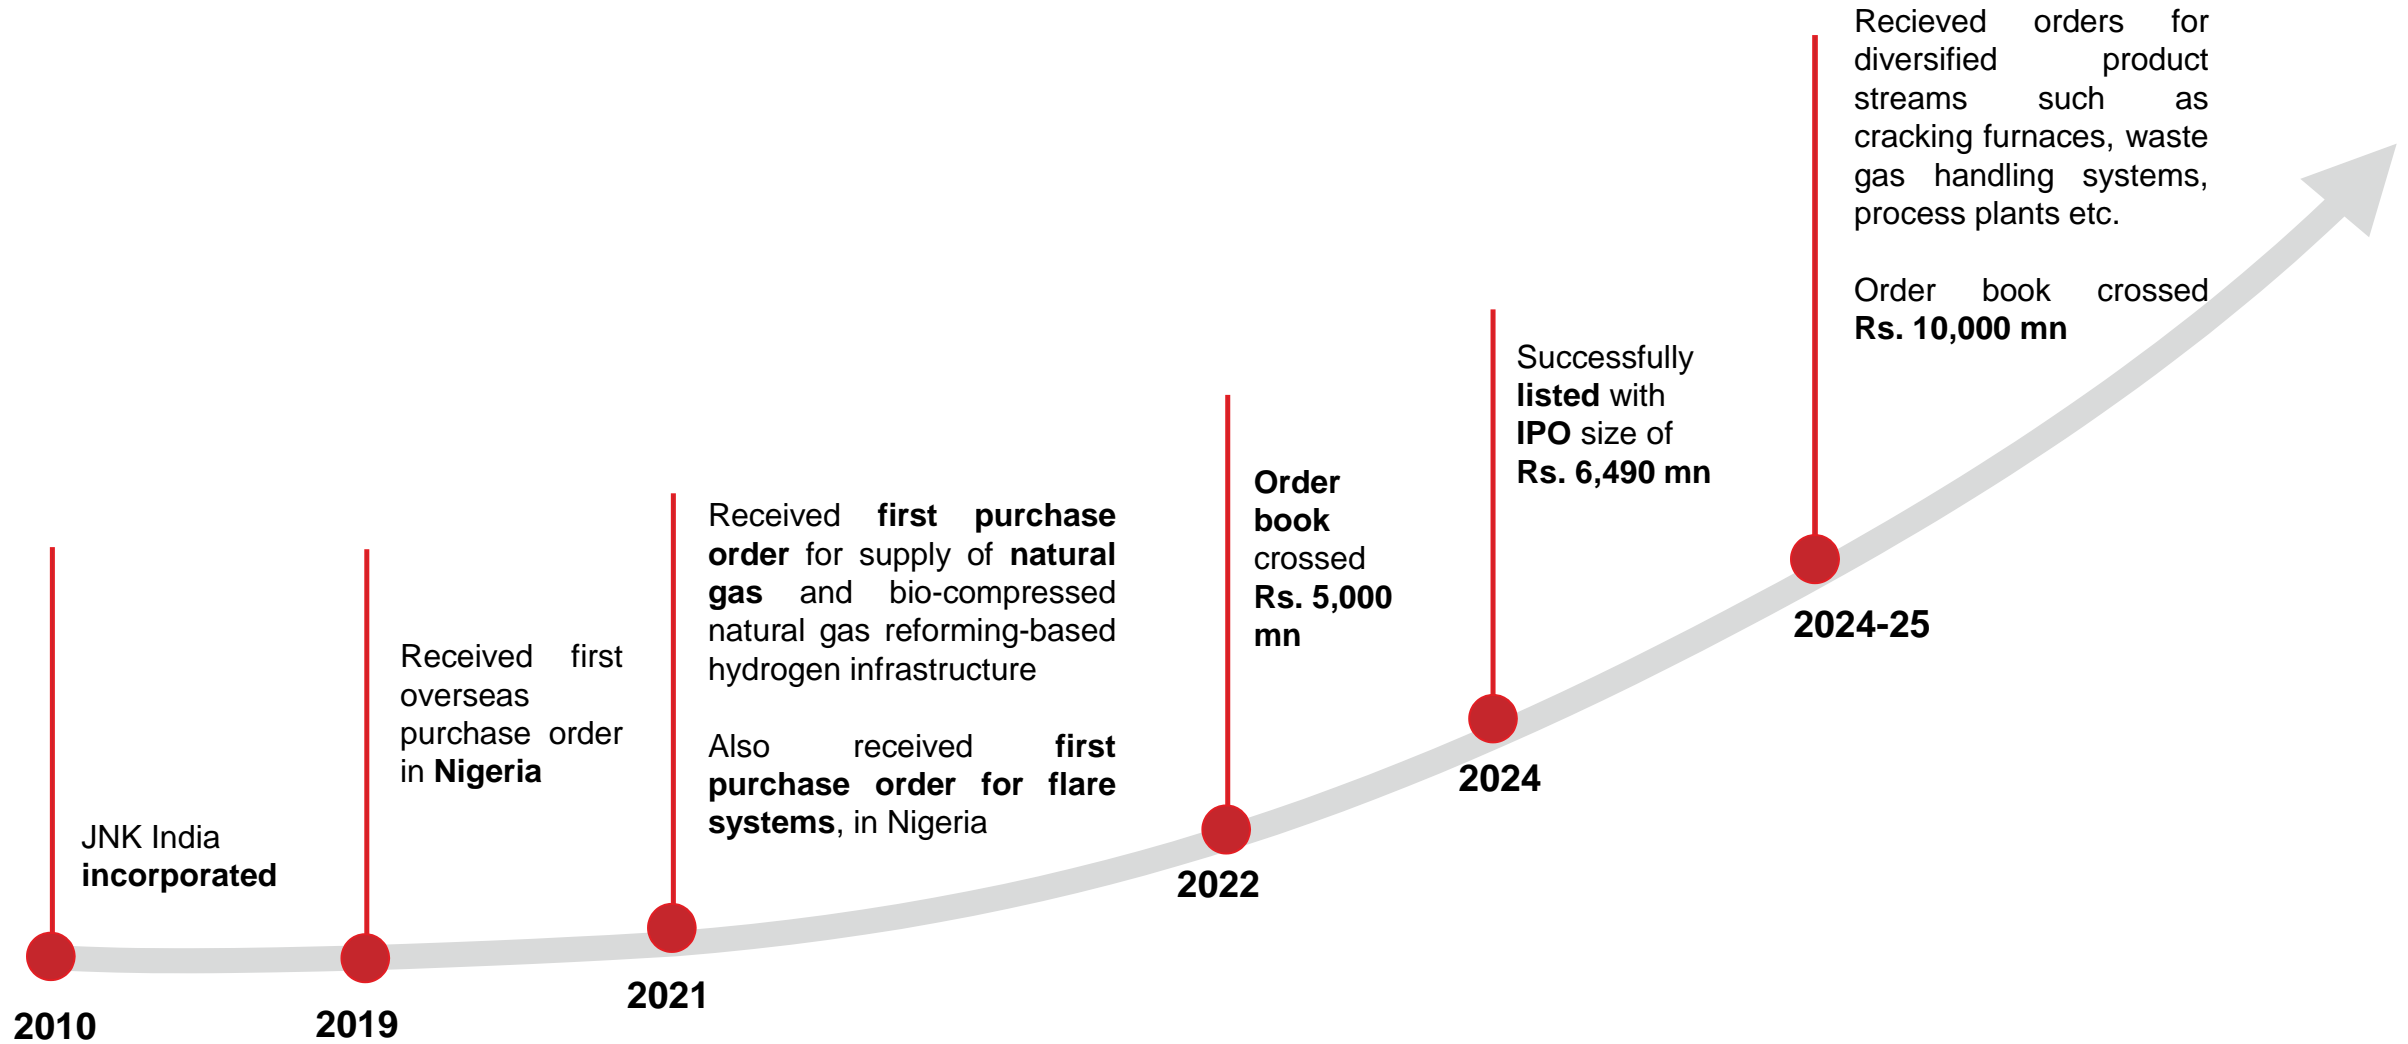 JNK India
incorporated
2010
Received first
overseas
purchase order
in Nigeria
2019
Received first purchase
order for supply of natural
gas and bio-compressed
natural gas reforming-based
hydrogen infrastructure
Also received first
purchase order for flare
systems, in Nigeria
2021
Order
book
crossed
Rs. 5,000
mn
2022
Successfully
listed with
IPO size of
Rs. 6,490 mn
2024
Recieved orders for
diversified product
streams such as
cracking furnaces, waste
gas handling systems,
process plants etc.
Order book crossed
Rs. 10,000 mn
2024-25